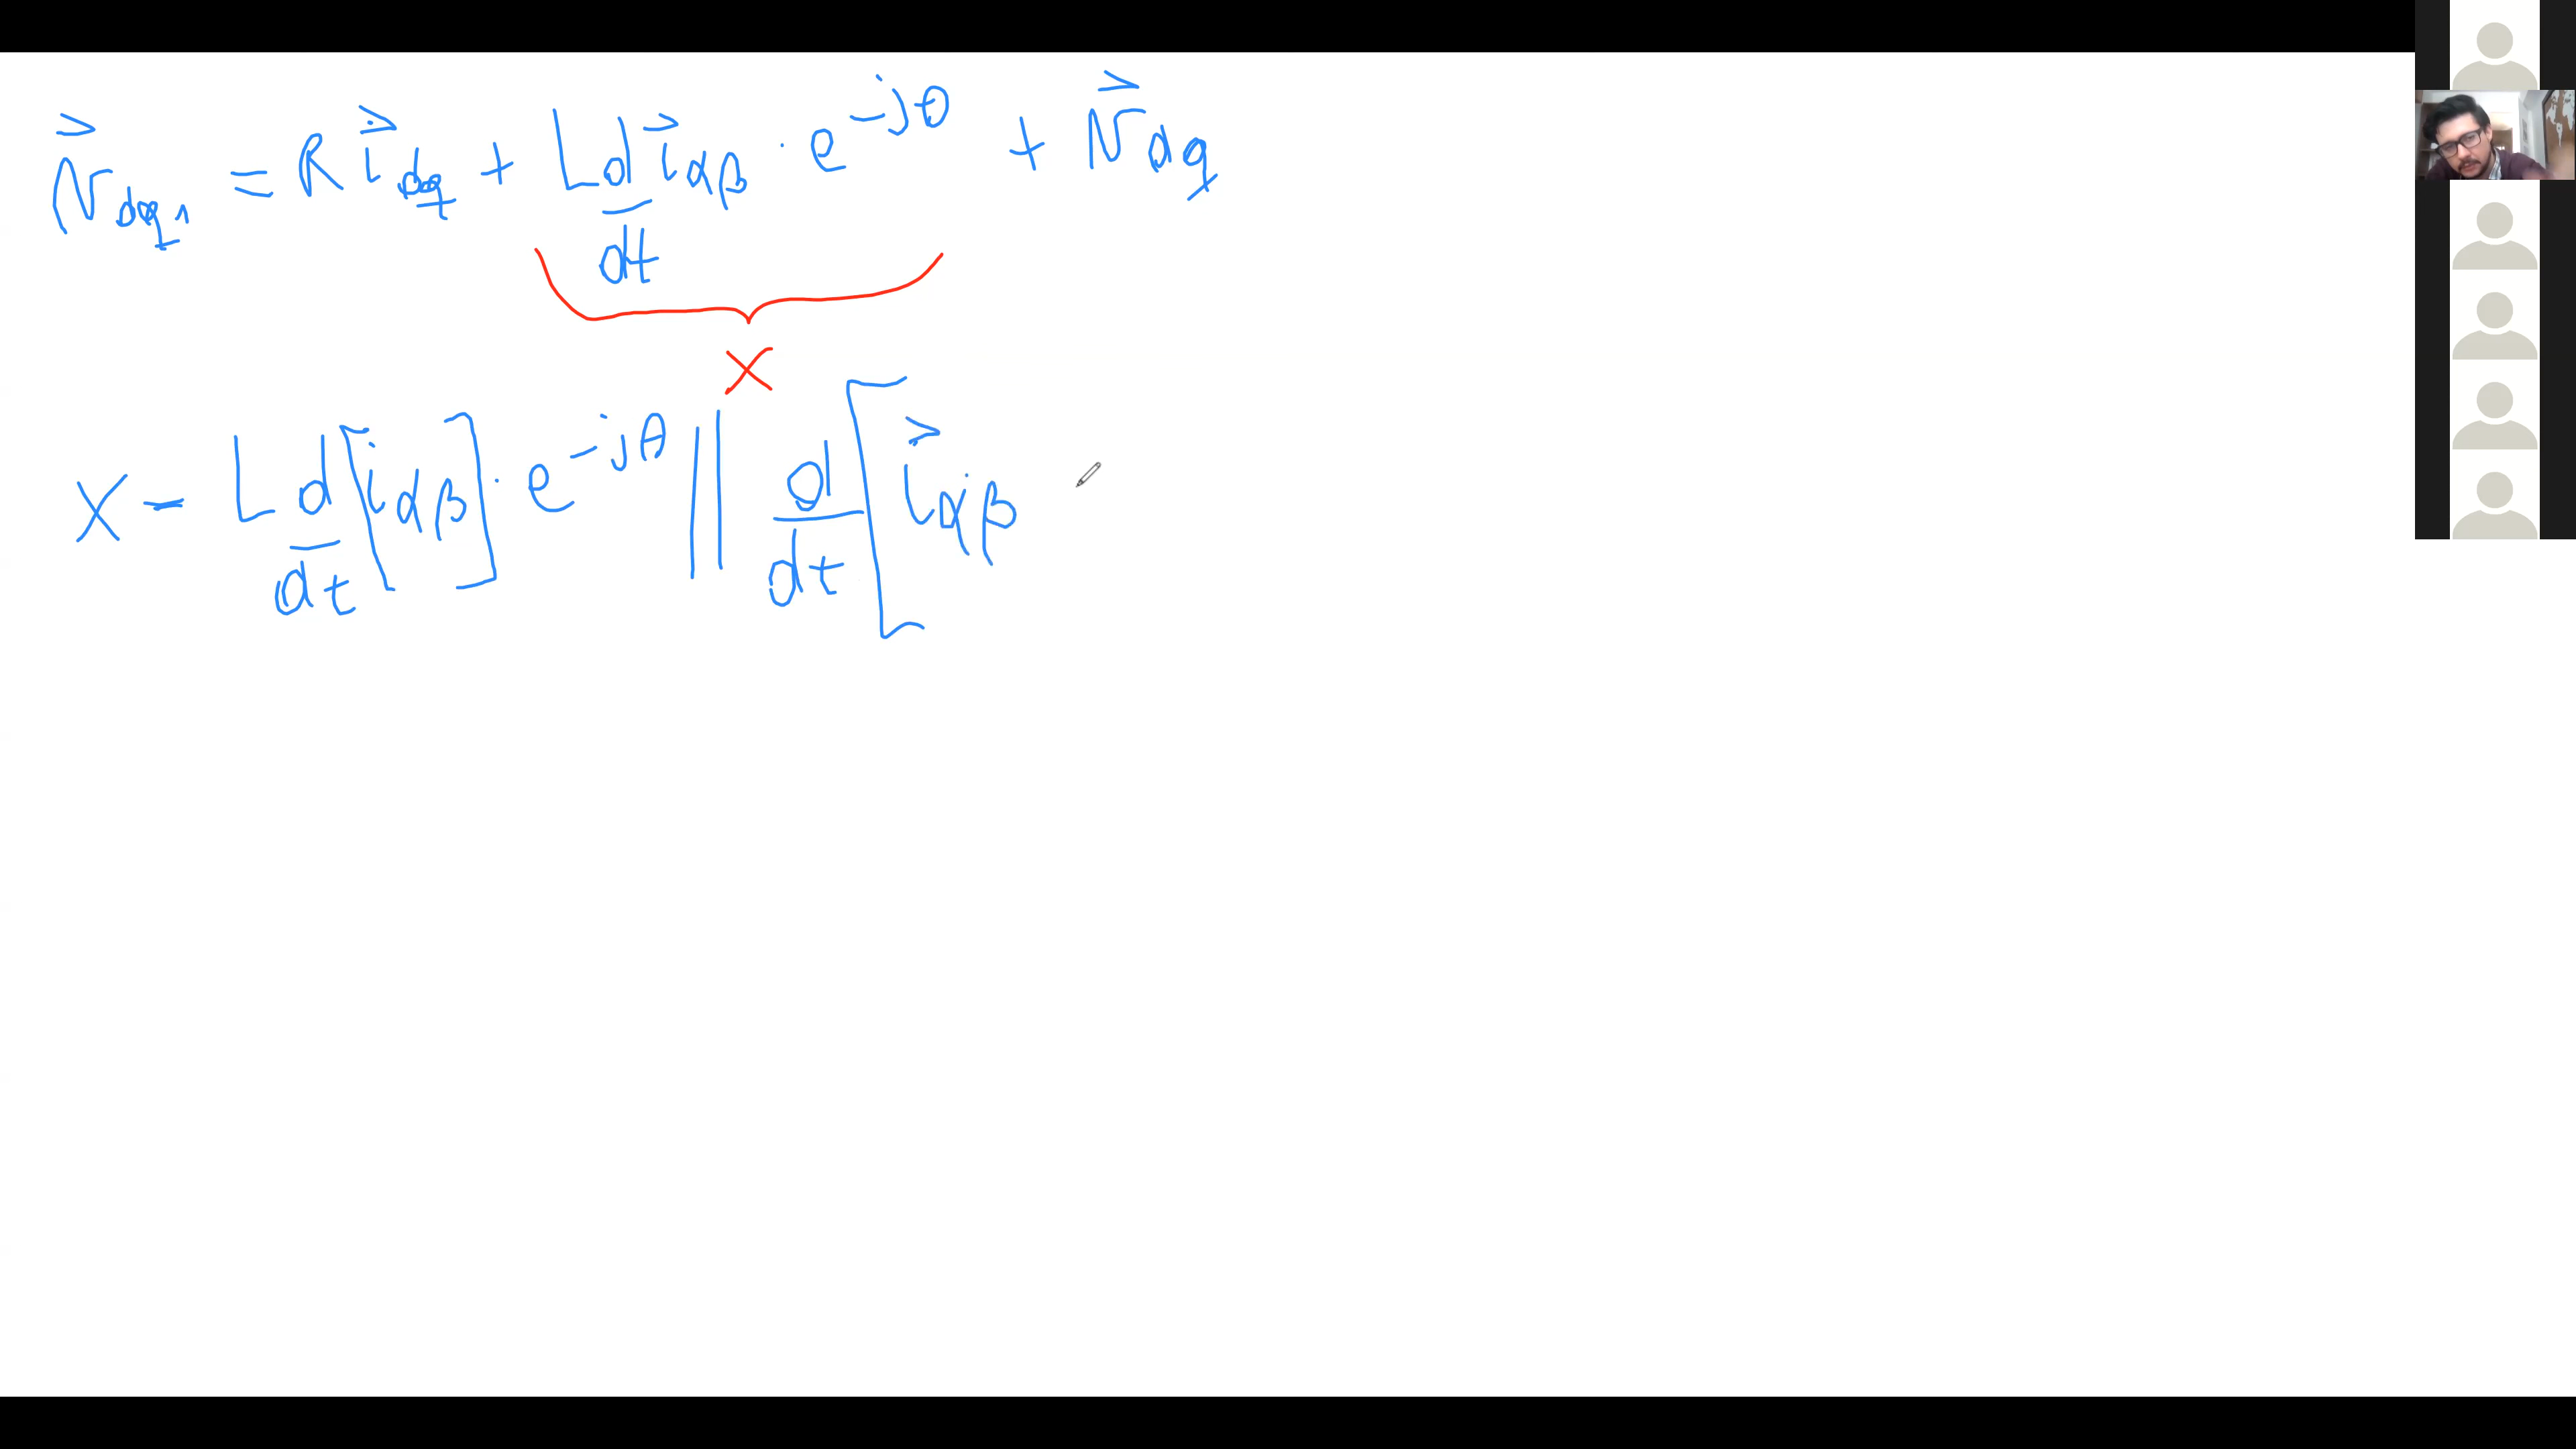 v⃗dq1 = R i⃗dq + L d/dt i⃗αβ · e^-jθ + v⃗dq
x
x = L d/dt [iαβ] · e^-jθ || d/dt [ i⃗αβ